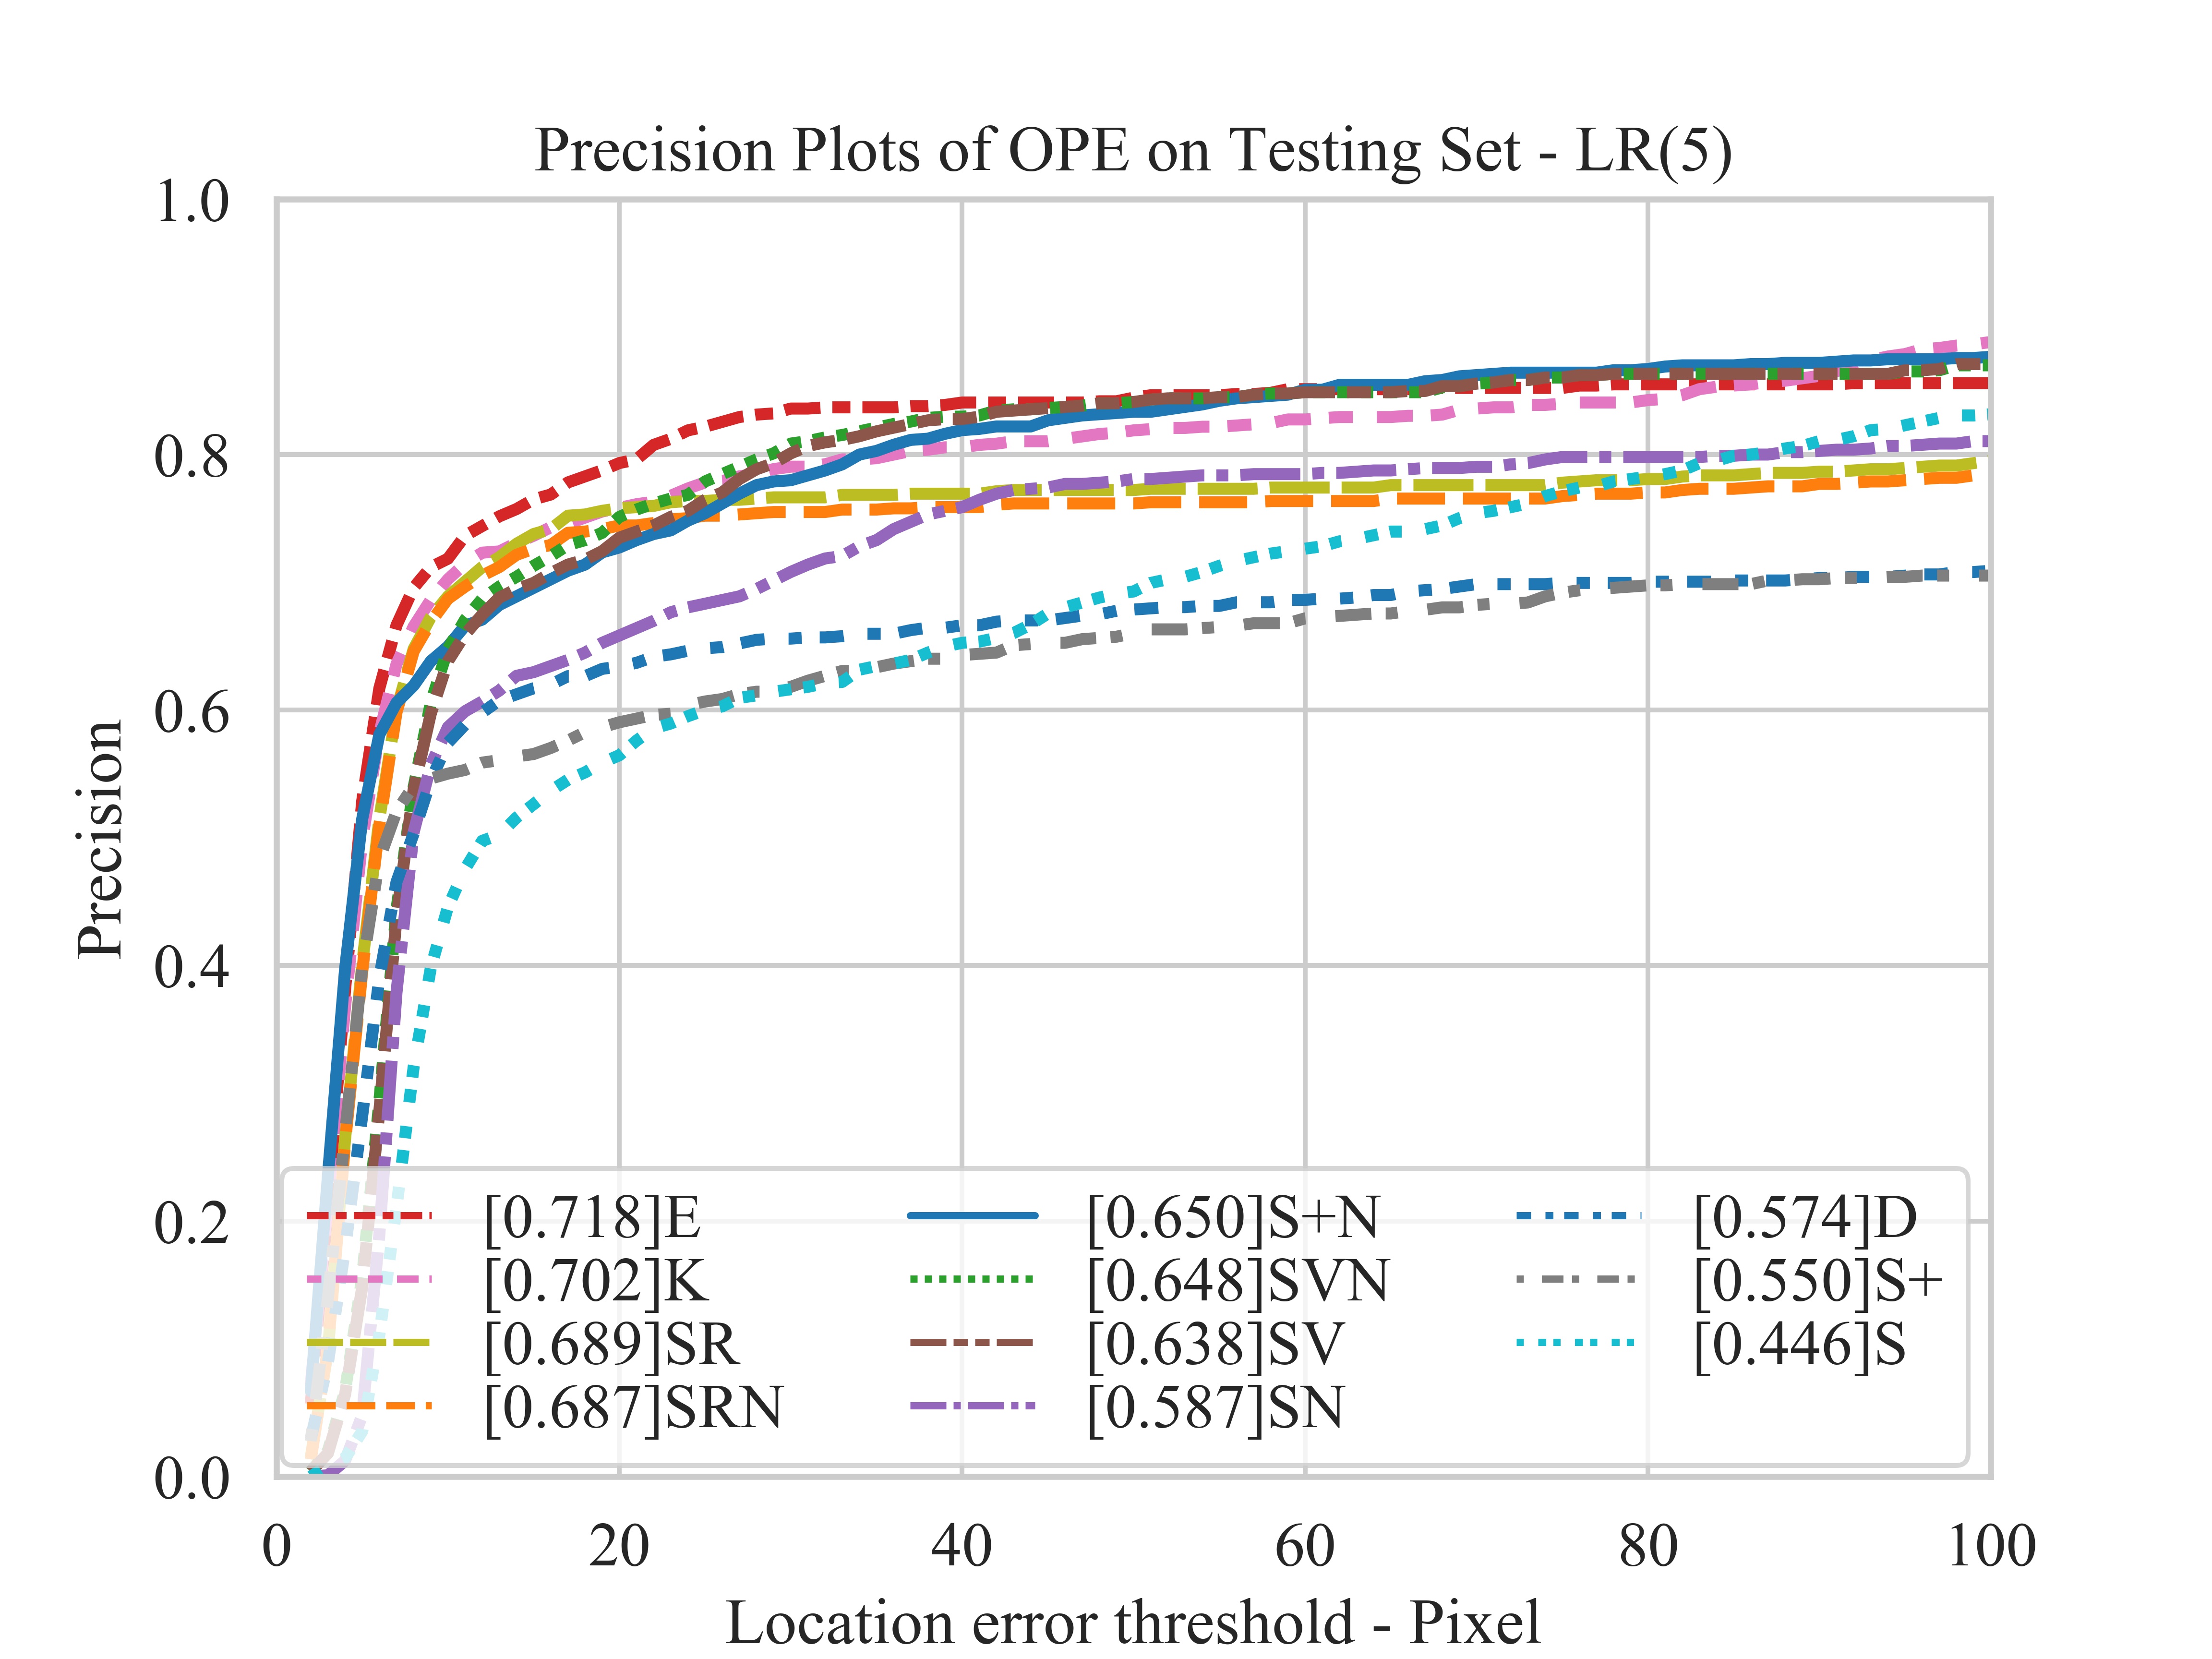 Precision Plots of OPE on Testing Set - LR(5)
1.0
0.8
0.6
0.4
0.2
0.0
Precision
[0.718]E
[0.702]K
[0.689]SR
[0.687]SRN
[0.650]S+N
[0.648]SVN
[0.638]SV
[0.587]SN
[0.574]D
[0.550]S+
[0.446]S
0 20 40 60 80 100
Location error threshold - Pixel